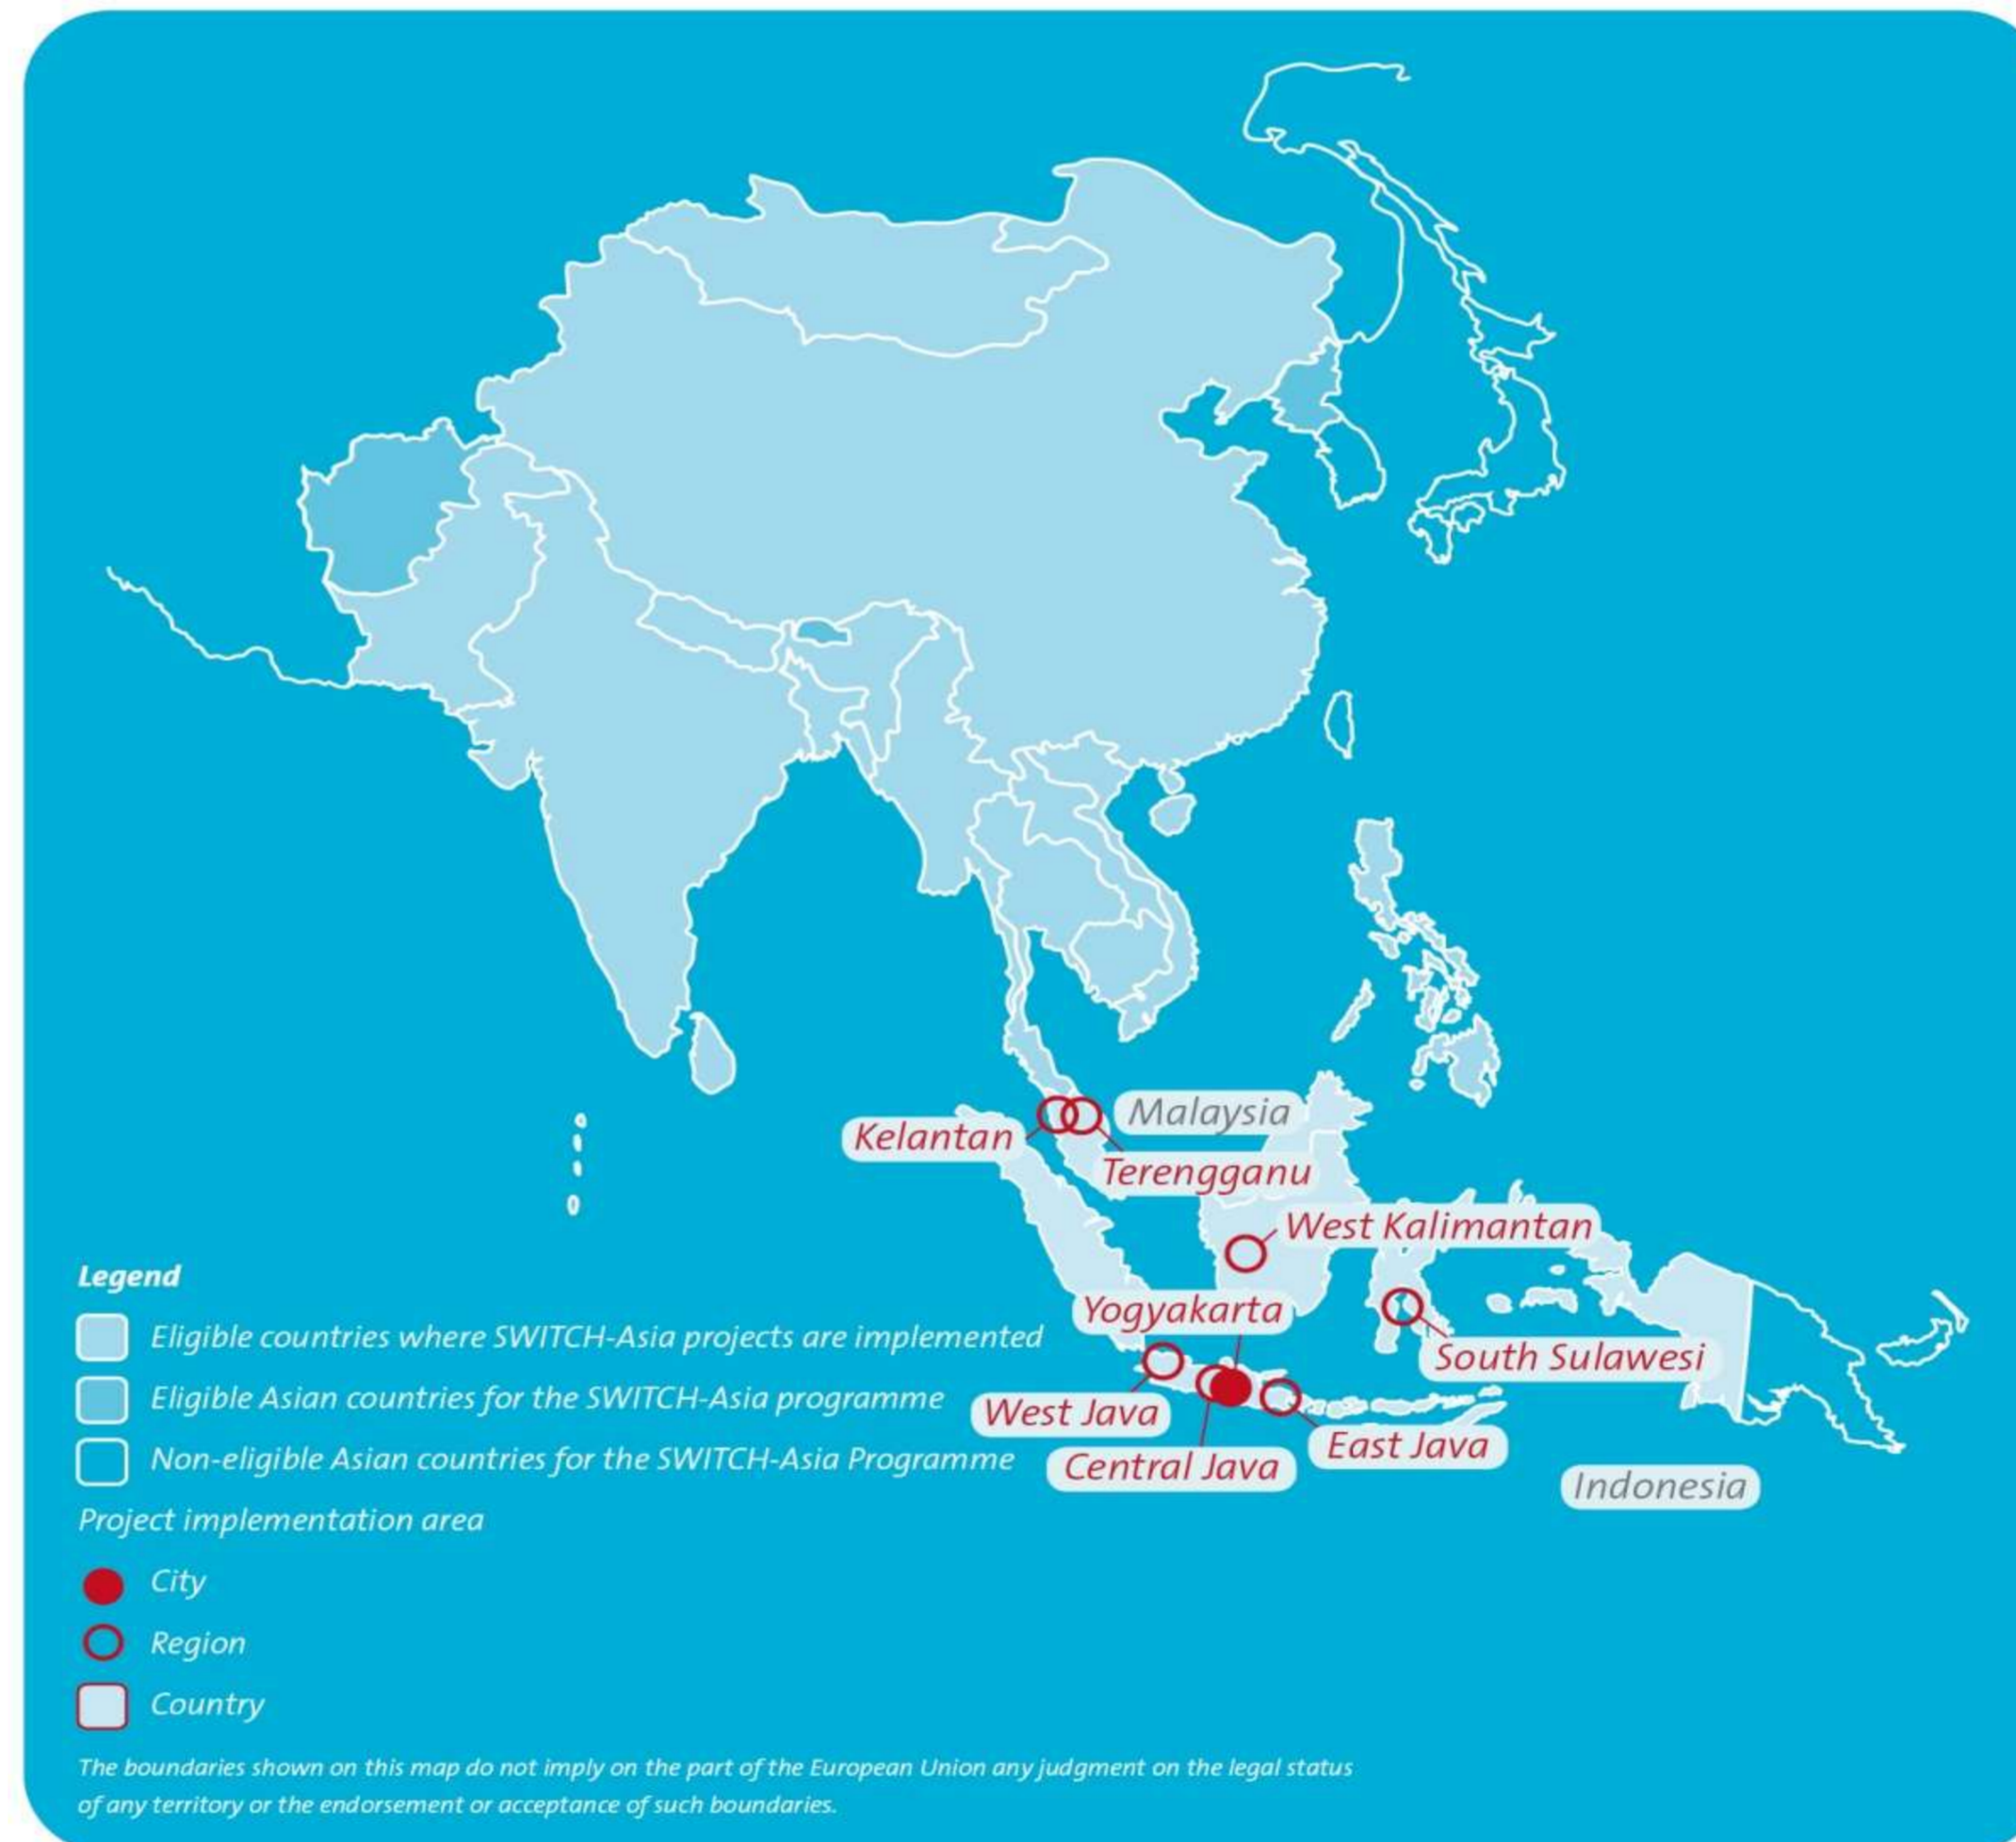 Malaysia
Kelantan
Terengganu
West Kalimantan
Yogyakarta
South Sulawesi
West Java
East Java
Central Java
Indonesia
Legend
Eligible countries where SWITCH-Asia projects are implemented
Eligible Asian countries for the SWITCH-Asia programme
Non-eligible Asian countries for the SWITCH-Asia Programme
Project implementation area
City
Region
Country
The boundaries shown on this map do not imply on the part of the European Union any judgment on the legal status
of any territory or the endorsement or acceptance of such boundaries.